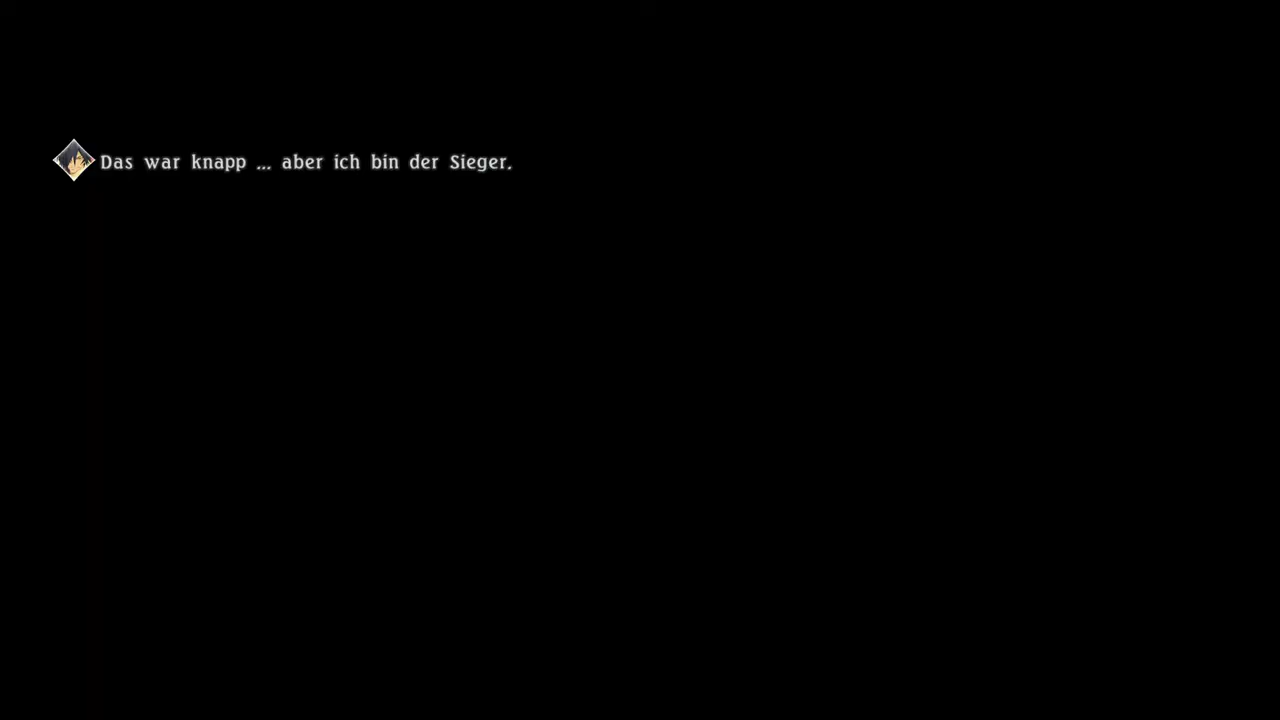 Das war knapp ... aber ich bin der Sieger.